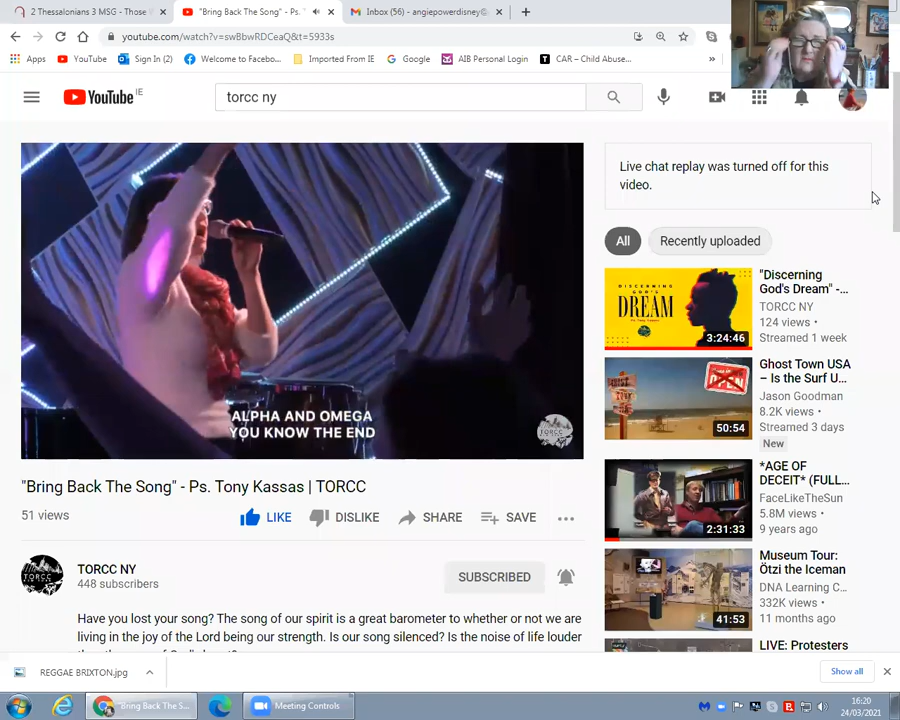 2 Thessalonians 3 MSG - Those W
"Bring Back The Song" - Ps. T
Inbox (56) - angiepowerdisney@
youtube.com/watch?v=swBbwRDCeaQ&t=5933s
Apps
YouTube
Sign In (2)
Welcome to Facebo...
Imported From IE
Google
AIB Personal Login
CAR – Child Abuse...
YouTube IE
torcc ny
ALPHA AND OMEGA
YOU KNOW THE END
"Bring Back The Song" - Ps. Tony Kassas | TORCC
51 views
LIKE
DISLIKE
SHARE
SAVE
TORCC NY
448 subscribers
SUBSCRIBED
Have you lost your song? The song of our spirit is a great barometer to whether or not we are
living in the joy of the Lord being our strength. Is our song silenced? Is the noise of life louder
Live chat replay was turned off for this
video.
All
Recently uploaded
DISCERNING
GOD'S
DREAM
3:24:46
"Discerning
God's Dream" -...
TORCC NY
124 views •
Streamed 1 week
50:54
Ghost Town USA
– Is the Surf U...
Jason Goodman
8.2K views •
Streamed 3 days
New
2:31:33
*AGE OF
DECEIT* (FULL...
FaceLikeTheSun
5.8M views •
9 years ago
41:53
Museum Tour:
Ötzi the Iceman
DNA Learning C...
332K views •
11 months ago
LIVE: Protesters
REGGAE BRIXTON.jpg
Show all
"Bring Back The S...
Meeting Controls
16:20
24/03/2021